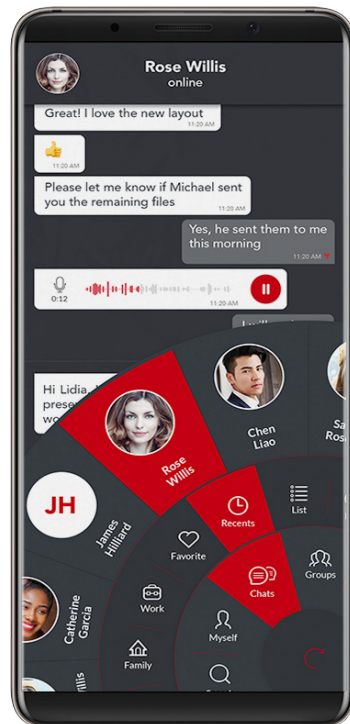 Rose Willis
online
Great! I love the new layout
11:20 AM
11:20 AM
Please let me know if Michael sent
you the remaining files
11:20 AM
Yes, he sent them to me
this morning
11:20 AM
0:12
11:20 AM
Hi Lidia,
Rose
Willis
Chen
Liao
JH
James
Hilliard
Catherine
Garcia
Recents
List
Favorite
Work
Family
Chats
Groups
Myself